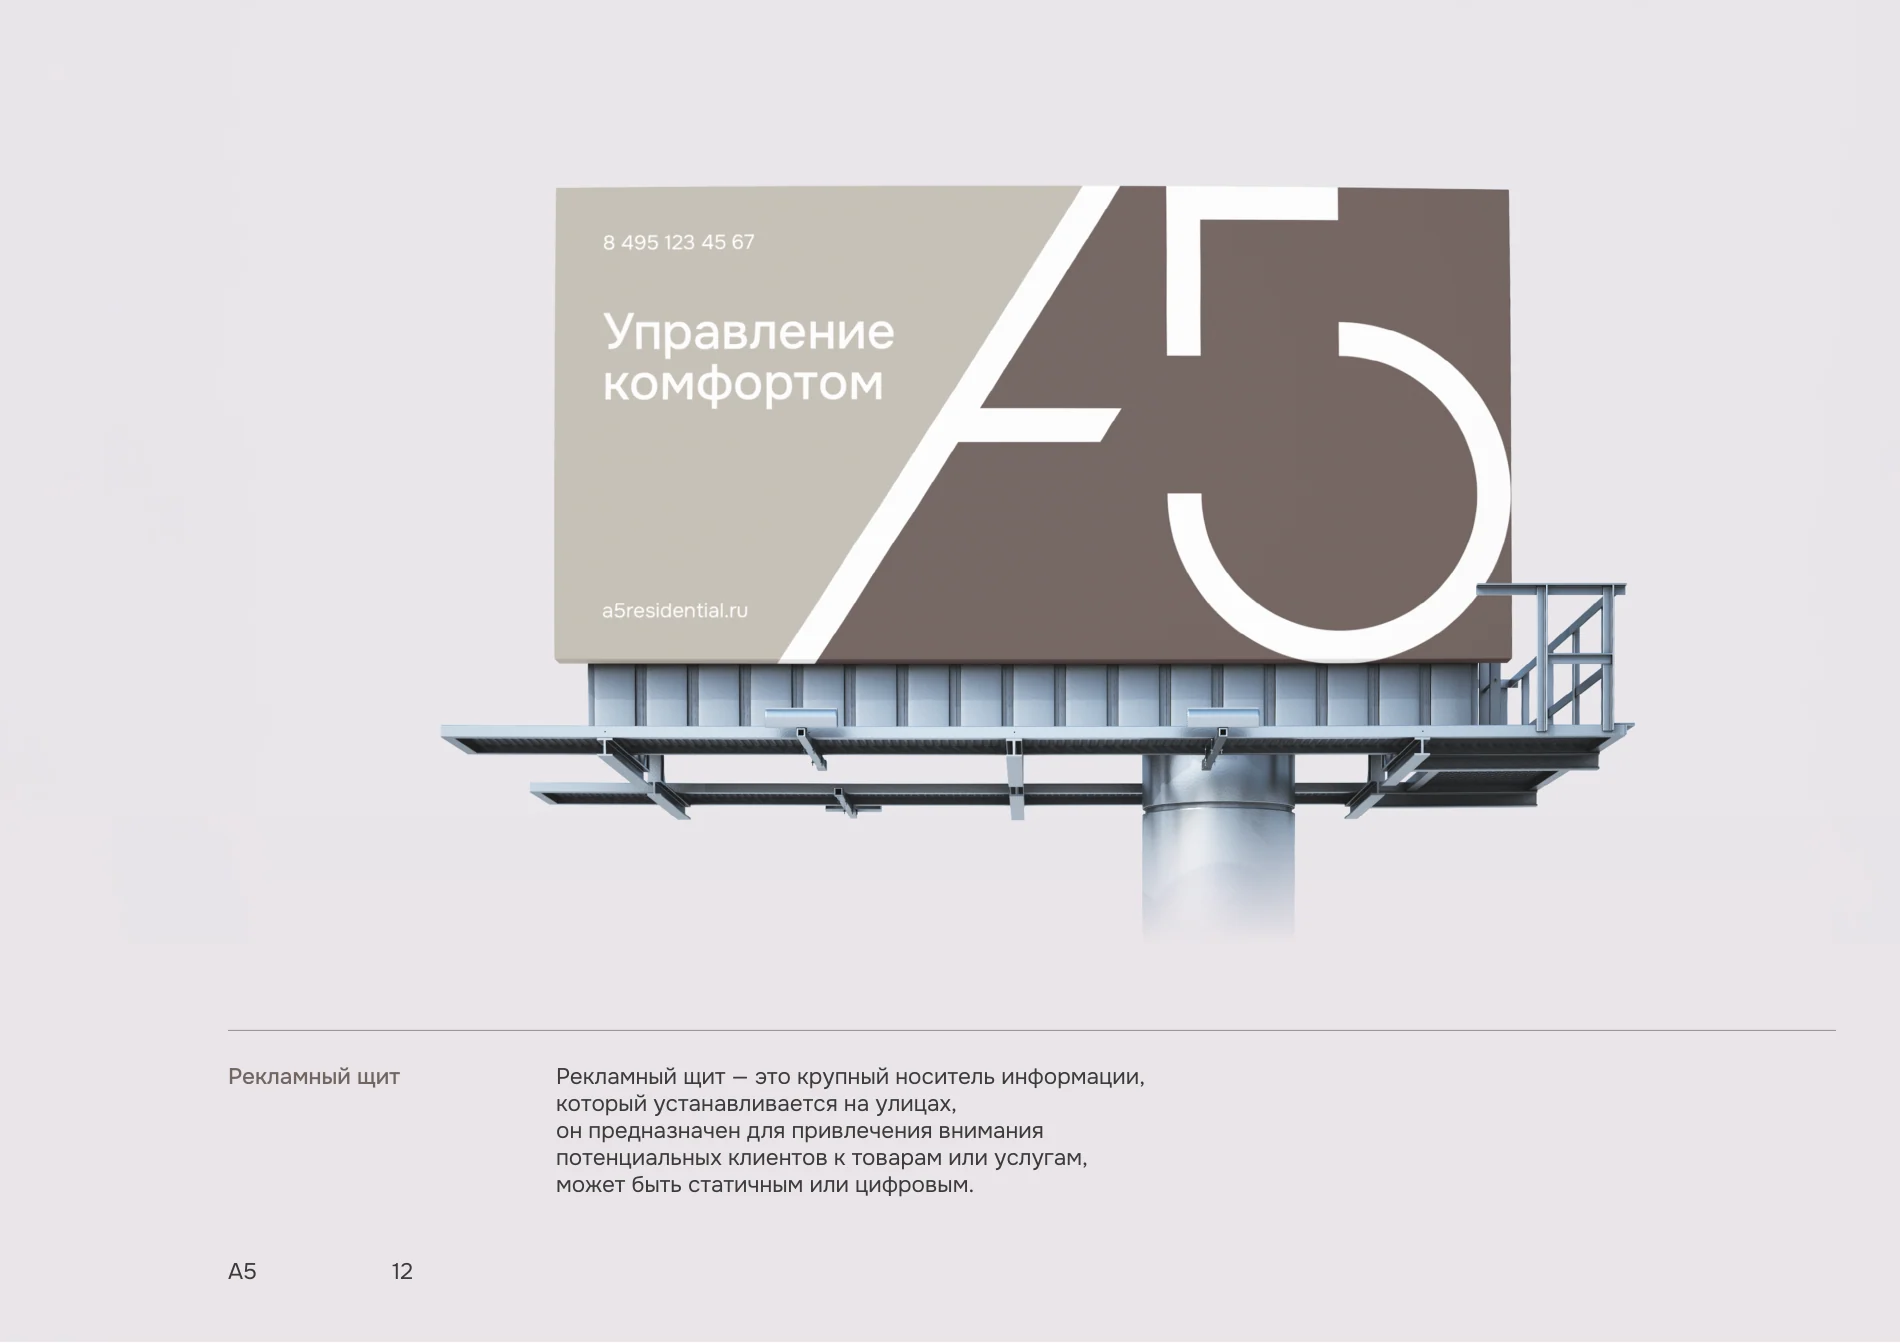 8 495 123 45 67
A5
Управление
комфортом
a5residential.ru
Рекламный щит
Рекламный щит — это крупный носитель информации,
который устанавливается на улицах,
он предназначен для привлечения внимания
потенциальных клиентов к товарам или услугам,
может быть статичным или цифровым.
A5
12